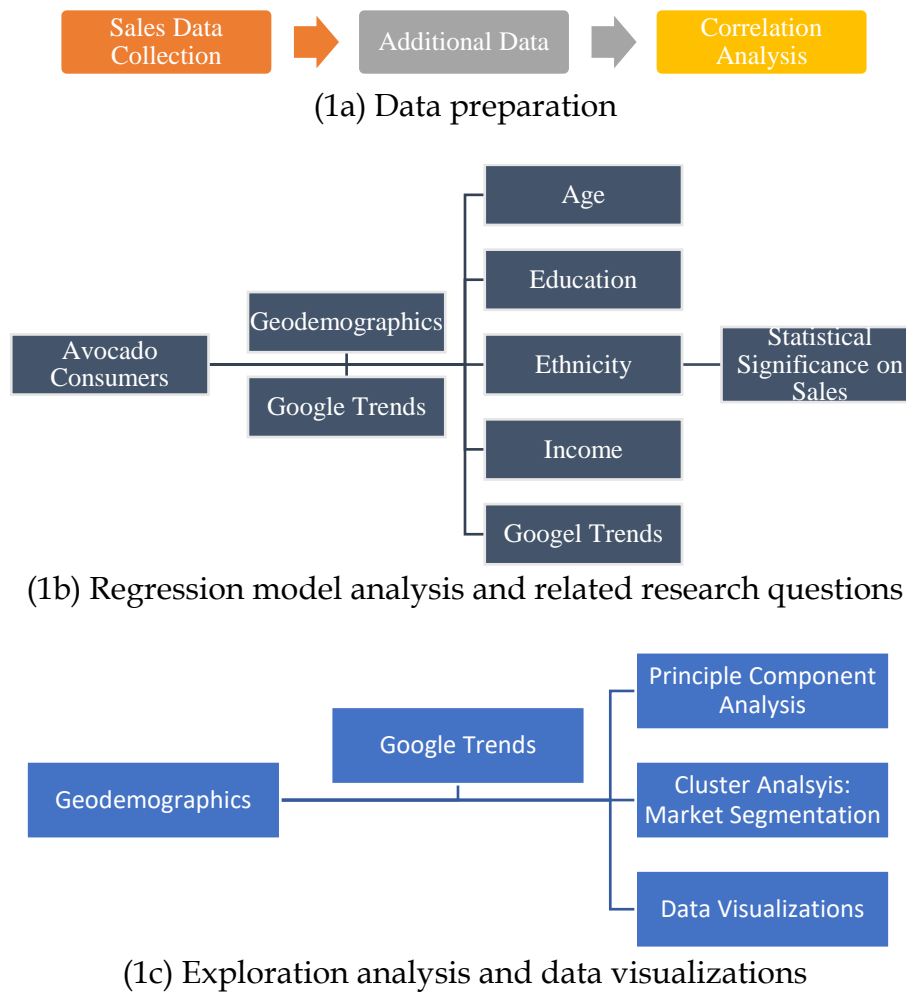 Sales Data
Collection
Additional Data
Correlation
Analysis
(1a) Data preparation
Avocado
Consumers
Geodemographics
Google Trends
Age
Education
Ethnicity
Income
Googel Trends
Statistical
Significance on
Sales
(1b) Regression model analysis and related research questions
Geodemographics
Google Trends
Principle Component
Analysis
Cluster Analsyis:
Market Segmentation
Data Visualizations
(1c) Exploration analysis and data visualizations